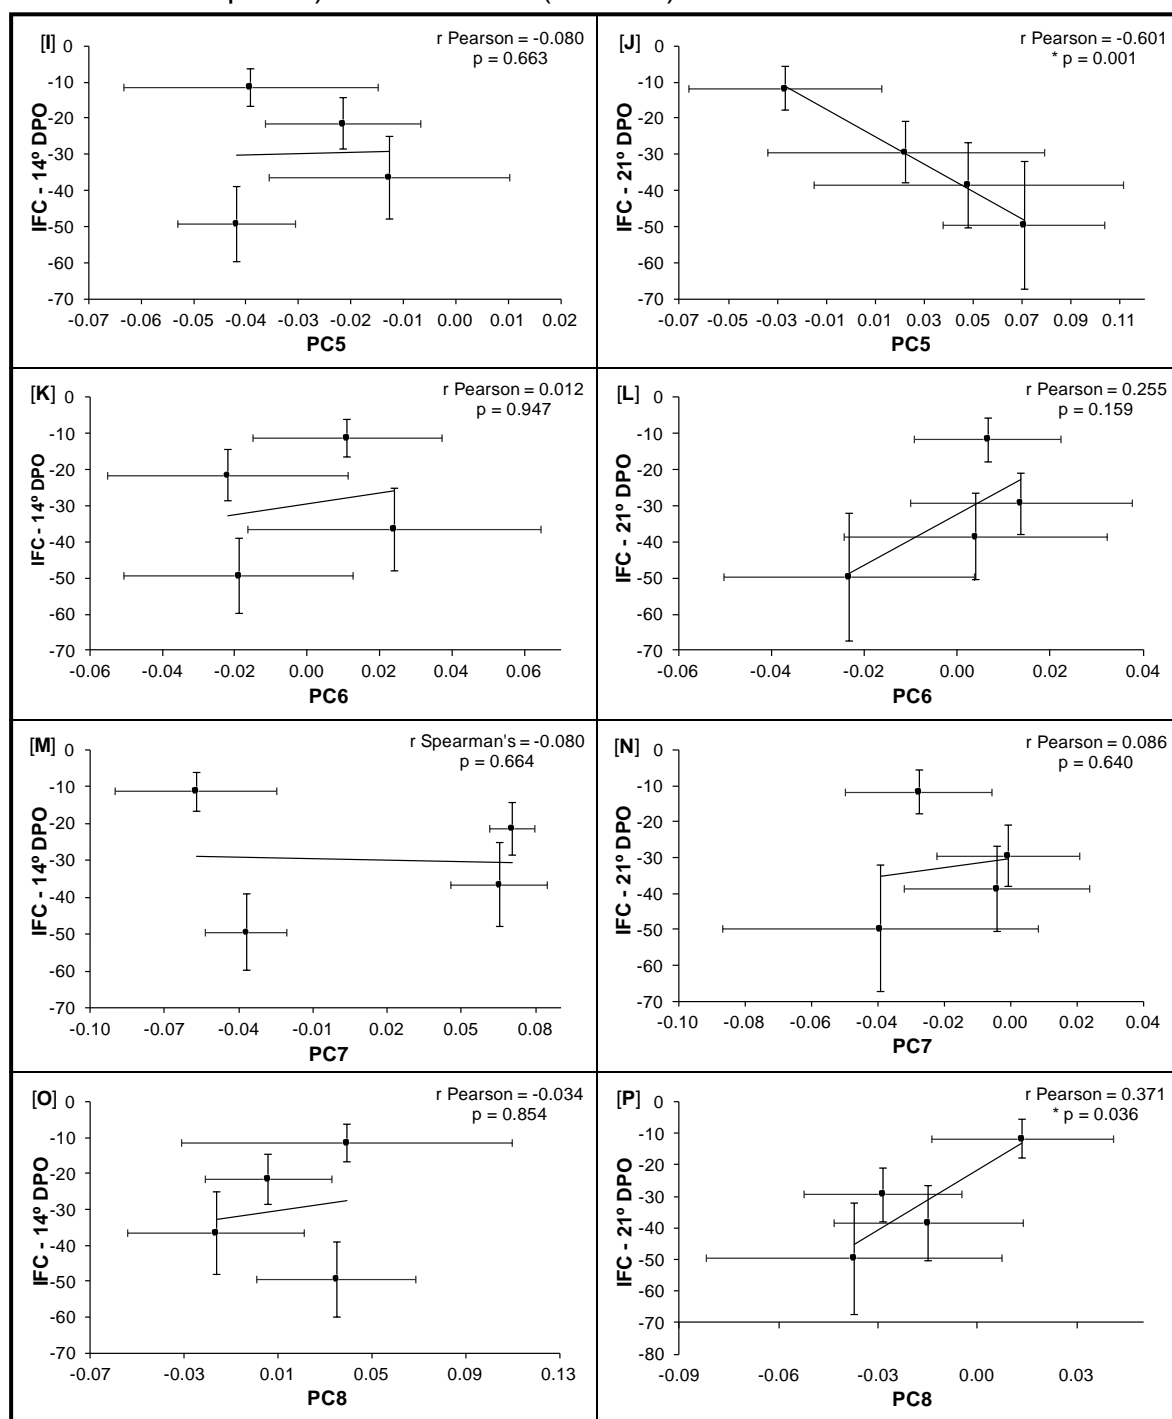 [I]
r Pearson = -0.080
p = 0.663
0
-10
-20
-30
-40
-50
-60
-70
IFC - 14º DPO
-0.07 -0.06 -0.04 -0.03 -0.02 -0.01 0.00 0.01 0.02
PC5
[J]
r Pearson = -0.601
* p = 0.001
0
-10
-20
-30
-40
-50
-60
-70
IFC - 21º DPO
-0.07 -0.05 -0.03 -0.01 0.01 0.03 0.05 0.07 0.09 0.11
PC5
[K]
r Pearson = 0.012
p = 0.947
0
-10
-20
-30
-40
-50
-60
-70
IFC - 14º DPO
-0.06 -0.04 -0.02 0.00 0.02 0.04 0.06
PC6
[L]
r Pearson = 0.255
p = 0.159
0
-10
-20
-30
-40
-50
-60
-70
IFC - 21º DPO
-0.06 -0.04 -0.02 0.00 0.02 0.04
PC6
[M]
r Spearman's = -0.080
p = 0.664
0
-10
-20
-30
-40
-50
-60
-70
IFC - 14º DPO
-0.10 -0.07 -0.04 -0.01 0.02 0.05 0.08
PC7
[N]
r Pearson = 0.086
p = 0.640
0
-10
-20
-30
-40
-50
-60
-70
IFC - 21º DPO
-0.10 -0.08 -0.06 -0.04 -0.02 0.00 0.02 0.04
PC7
[O]
r Pearson = -0.034
p = 0.854
0
-10
-20
-30
-40
-50
-60
-70
IFC - 14º DPO
-0.07 -0.03 0.01 0.05 0.09 0.13
PC8
[P]
r Pearson = 0.371
* p = 0.036
0
-10
-20
-30
-40
-50
-60
-70
-80
IFC - 21º DPO
-0.09 -0.06 -0.03 0.00 0.03
PC8